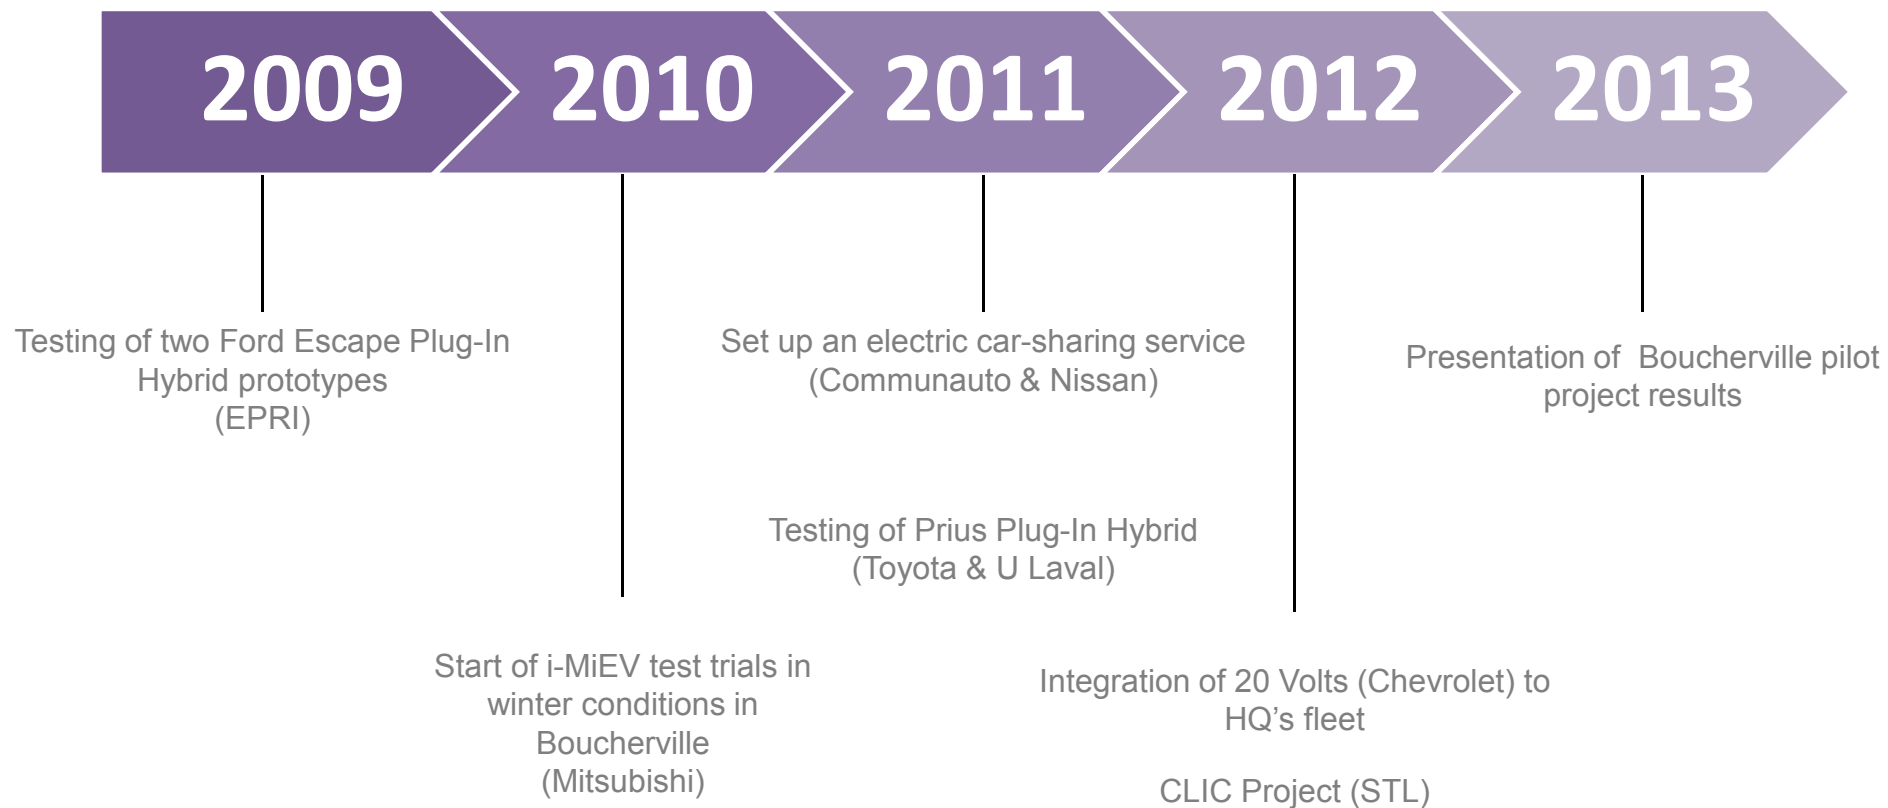 2009
2010
2011
2012
2013
Testing of two Ford Escape Plug-In
Hybrid prototypes
(EPRI)
Start of i-MiEV test trials in
winter conditions in
Boucherville
(Mitsubishi)
Set up an electric car-sharing service
(Communauto & Nissan)
Testing of Prius Plug-In Hybrid
(Toyota & U Laval)
Integration of 20 Volts (Chevrolet) to
HQ’s fleet
CLIC Project (STL)
Presentation of Boucherville pilot
project results